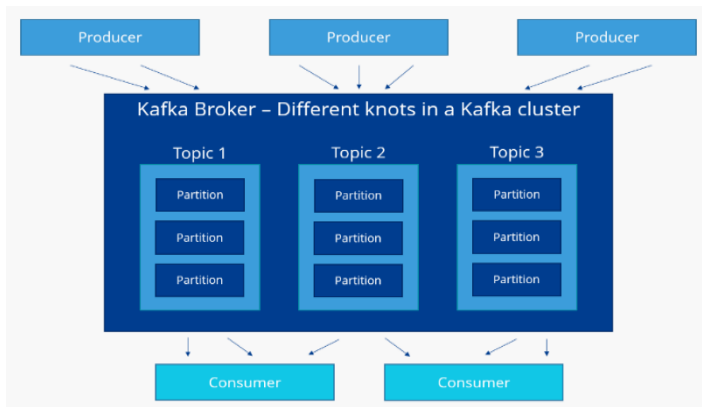 Producer
Producer
Producer
Kafka Broker – Different knots in a Kafka cluster
Topic 1
Topic 2
Topic 3
Partition
Partition
Partition
Partition
Partition
Partition
Partition
Partition
Partition
Consumer
Consumer